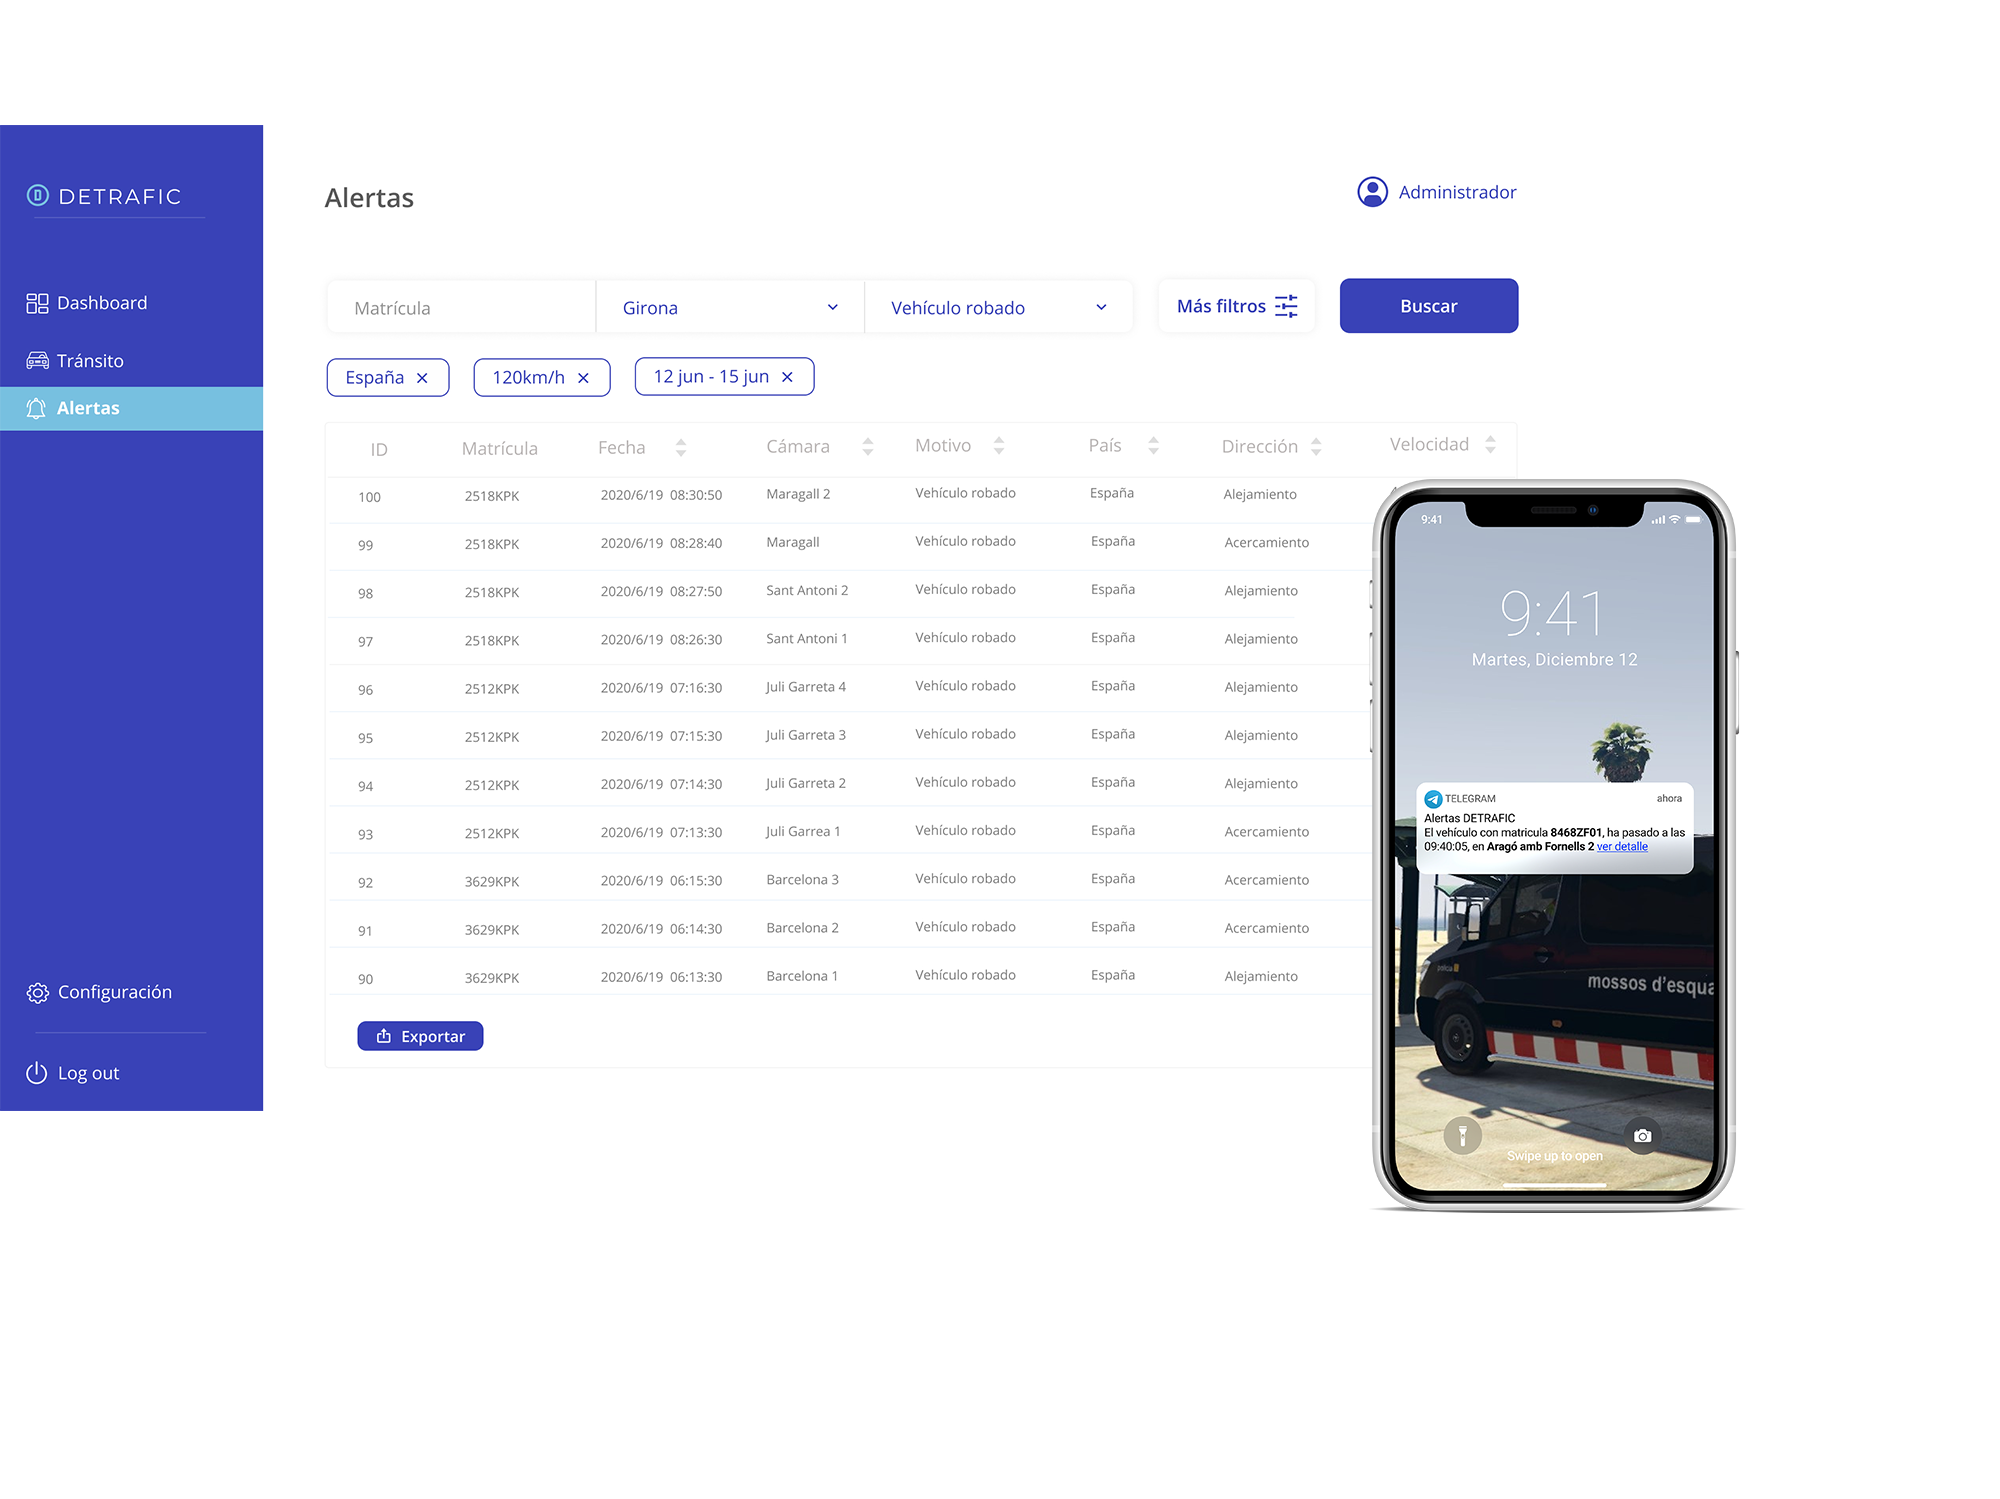 DETRAFIC
Dashboard
Tránsito
Alertas
Configuración
Log out
Alertas
Administrador
Matrícula Girona Vehículo robado Más filtros Buscar
España 120km/h 12 jun - 15 jun
ID Matrícula Fecha Cámara Motivo País Dirección Velocidad
100 2518KPK 2020/6/19 08:30:50 Maragall 2 Vehículo robado España Alejamiento
99 2518KPK 2020/6/19 08:28:40 Maragall Vehículo robado España Acercamiento
98 2518KPK 2020/6/19 08:27:50 Sant Antoni 2 Vehículo robado España Alejamiento
97 2518KPK 2020/6/19 08:26:30 Sant Antoni 1 Vehículo robado España Alejamiento
96 2512KPK 2020/6/19 07:16:30 Juli Garreta 4 Vehículo robado España Alejamiento
95 2512KPK 2020/6/19 07:15:30 Juli Garreta 3 Vehículo robado España Alejamiento
94 2512KPK 2020/6/19 07:14:30 Juli Garreta 2 Vehículo robado España Alejamiento
93 2512KPK 2020/6/19 07:13:30 Juli Garrea 1 Vehículo robado España Acercamiento
92 3629KPK 2020/6/19 06:15:30 Barcelona 3 Vehículo robado España Acercamiento
91 3629KPK 2020/6/19 06:14:30 Barcelona 2 Vehículo robado España Acercamiento
90 3629KPK 2020/6/19 06:13:30 Barcelona 1 Vehículo robado España Alejamiento
Exportar
9:41
9:41
Martes, Diciembre 12
TELEGRAM ahora
Alertas DETRAFIC
El vehículo con matricula 8468ZF01, ha pasado a las
09:40:05, en Aragó amb Fornells 2 ver detalle
policia
mossos d'esqua
Swipe up to open